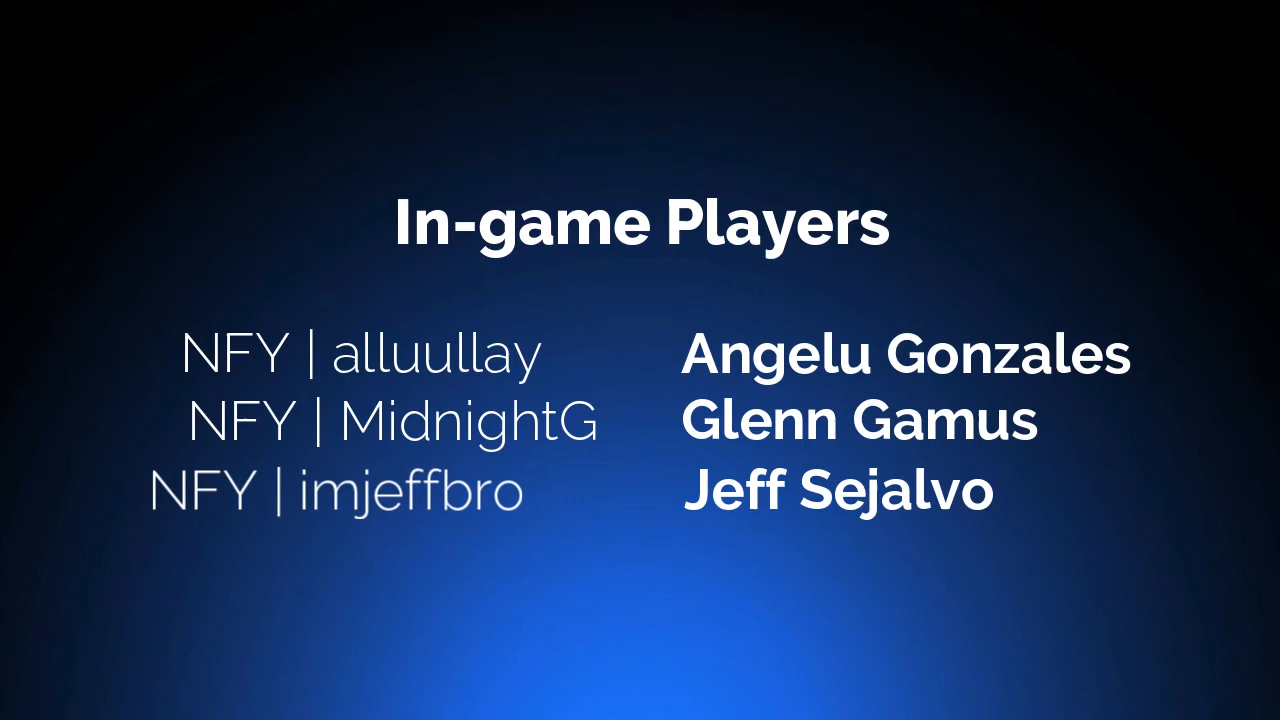 In-game Players
NFY | alluullay Angelu Gonzales
NFY | MidnightG Glenn Gamus
NFY | imjeffbro Jeff Sejalvo